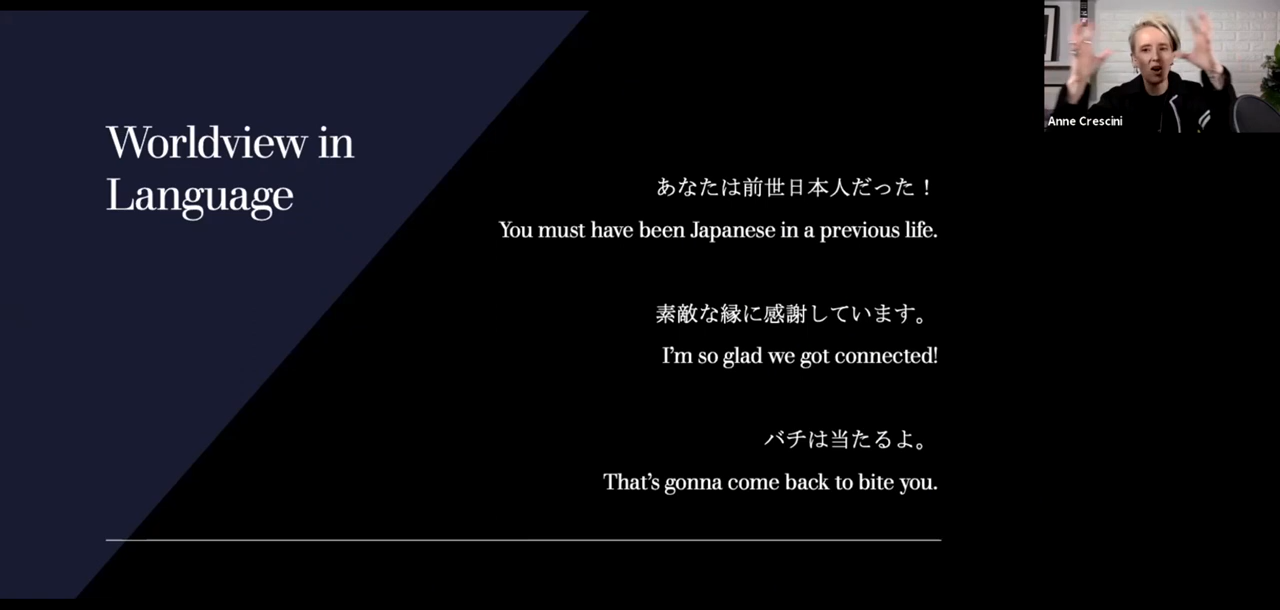 Worldview in
Language
あなたは前世日本人だった！
You must have been Japanese in a previous life.
素敵な縁に感謝しています。
I'm so glad we got connected!
バチは当たるよ。
That's gonna come back to bite you.
Anne Crescini